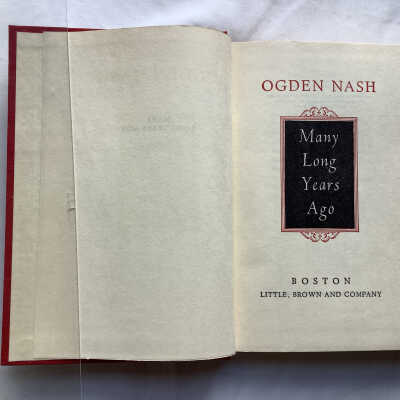 OGDEN NASH
Many
Long
Years
Ago
BOSTON
LITTLE, BROWN AND COMPANY